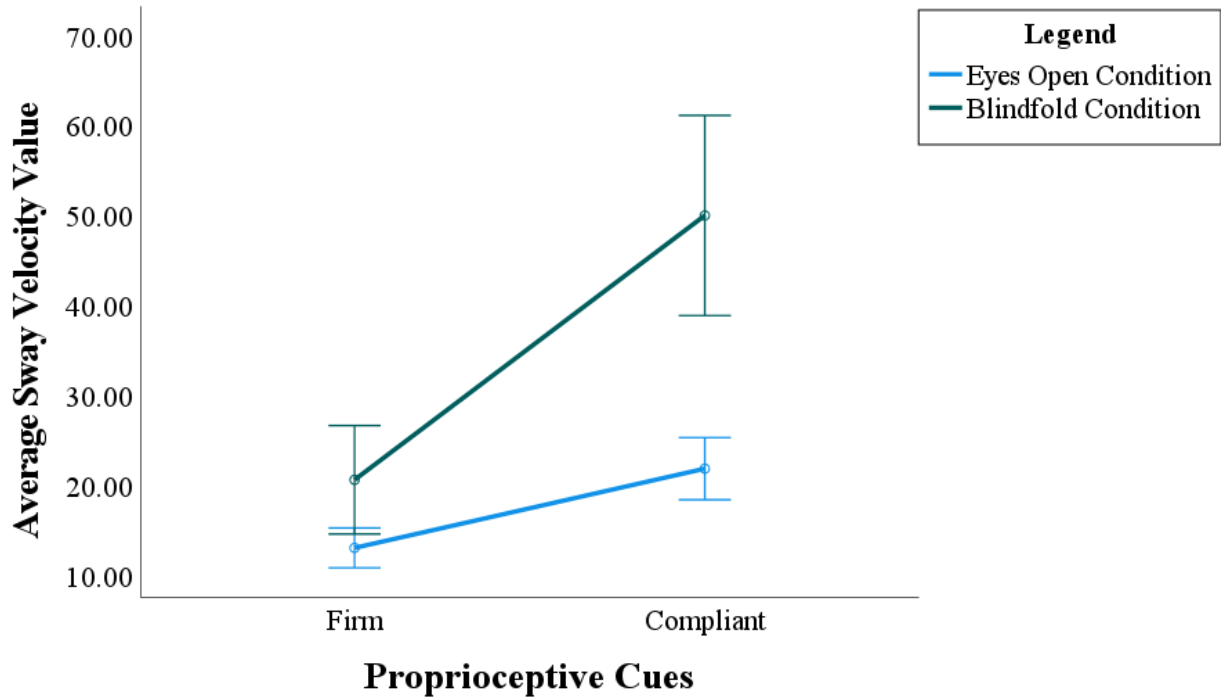 Legend
Eyes Open Condition
Blindfold Condition
Average Sway Velocity Value
70.00
60.00
50.00
40.00
30.00
20.00
10.00
Firm
Compliant
Proprioceptive Cues